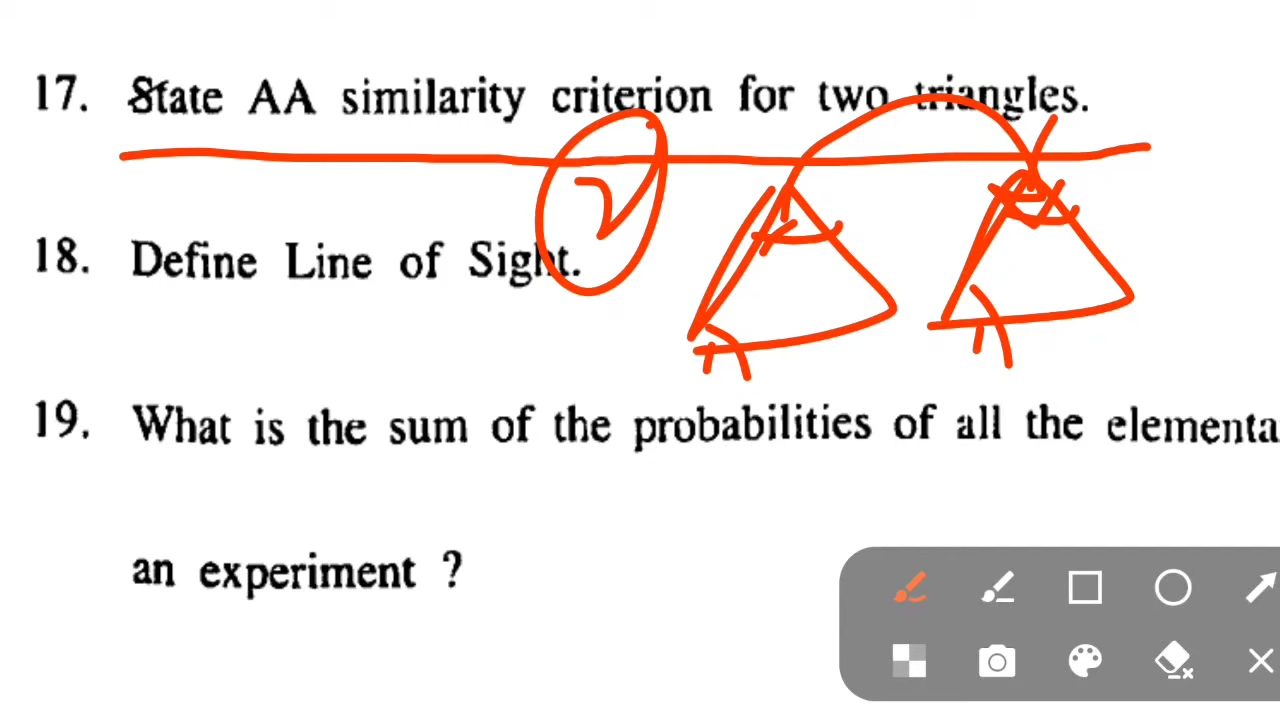 17. State AA similarity criterion for two triangles.
18. Define Line of Sight.
19. What is the sum of the probabilities of all the elementa
an experiment ?